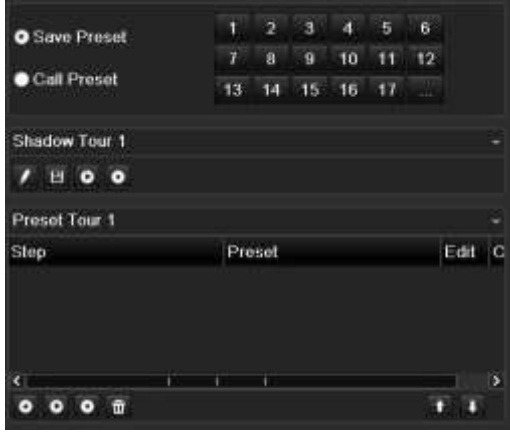 Save Preset
1 2 3 4 5 6
7 8 9 10 11 12
Call Preset
13 14 15 16 17 ...
Shadow Tour 1
Preset Tour 1
Step Preset Edit C